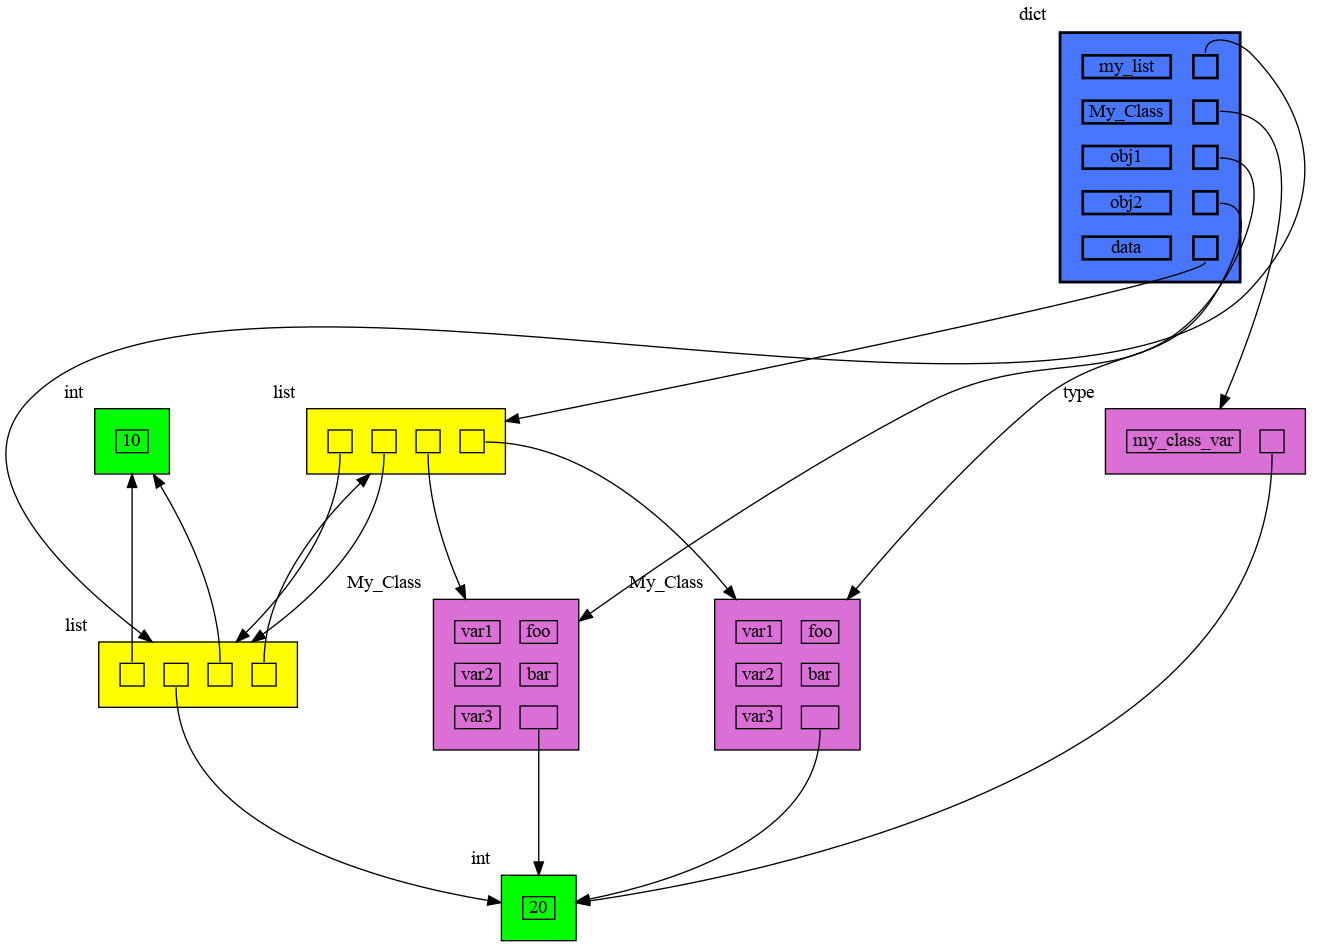 dict
my_list
My_Class
obj1
obj2
data
int
10
list
type
my_class_var
list
My_Class
var1 foo
var2 bar
var3
My_Class
var1 foo
var2 bar
var3
int
20